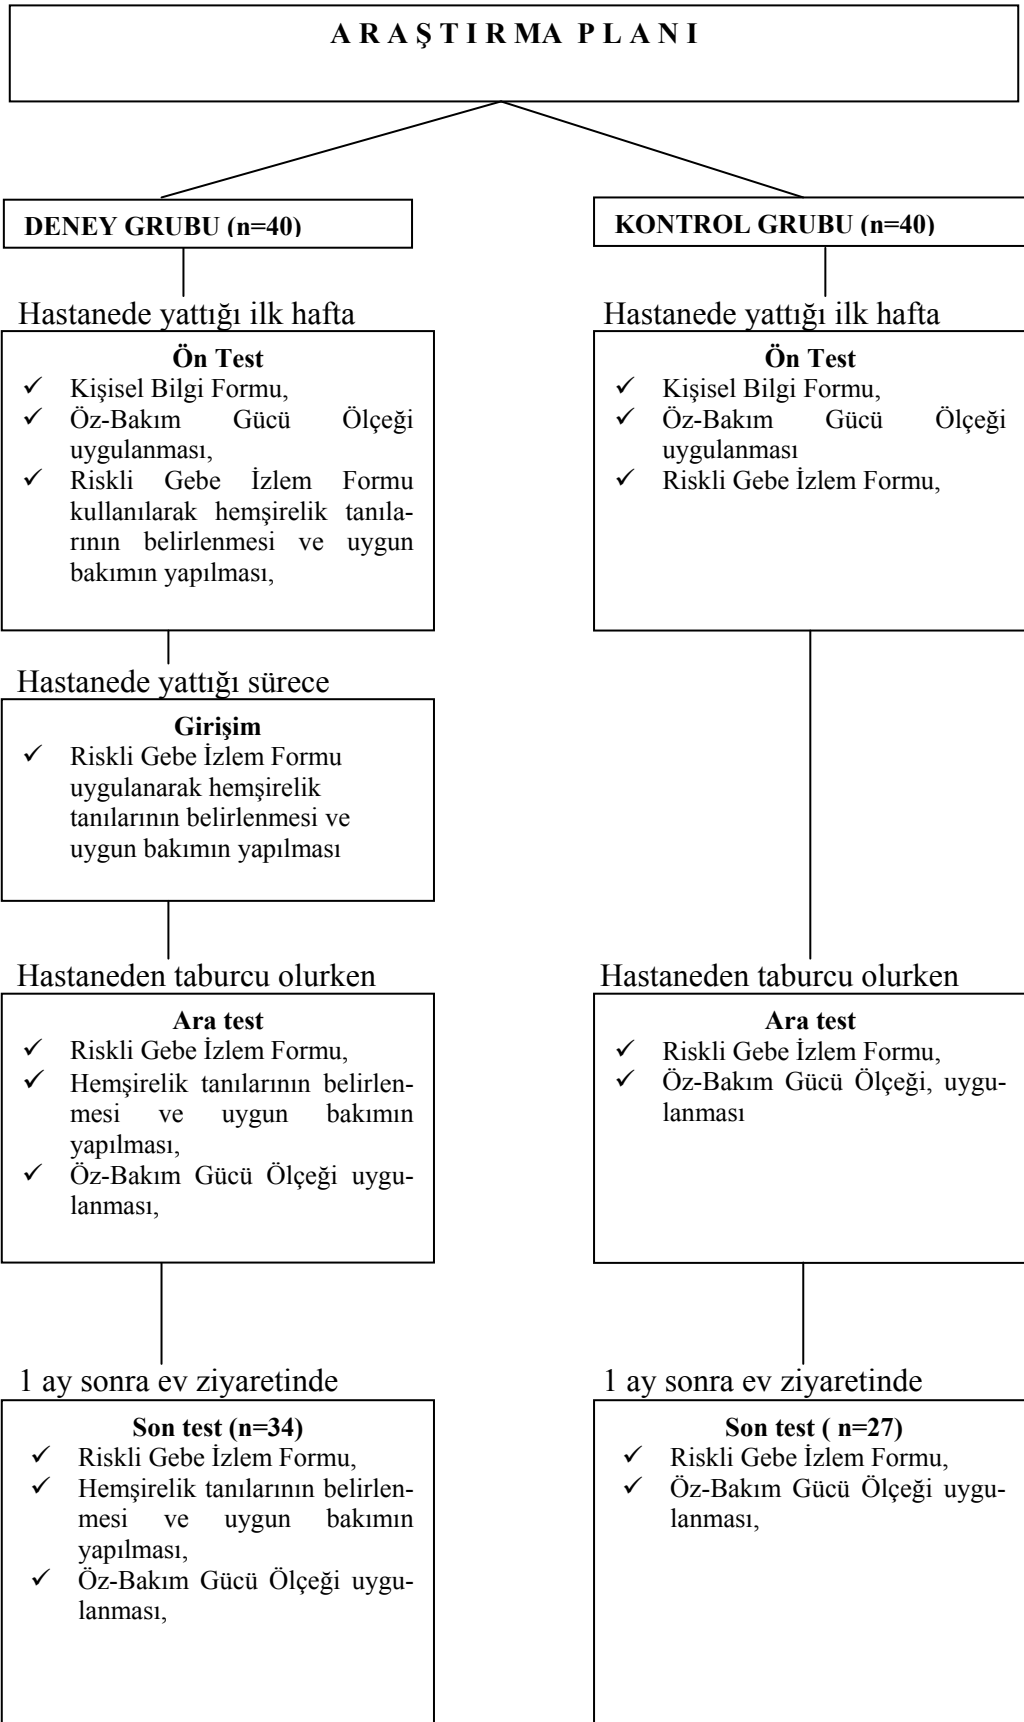 A R A Ş T I R MA P L A N I
DENEY GRUBU (n=40)
Hastanede yattığı ilk hafta
Ön Test
✓ Kişisel Bilgi Formu,
✓ Öz-Bakım Gücü Ölçeği
uygulanması,
✓ Riskli Gebe İzlem Formu
kullanılarak hemşirelik tanıla-
rının belirlenmesi ve uygun
bakımın yapılması,
Hastanede yattığı sürece
Girişim
✓ Riskli Gebe İzlem Formu
uygulanarak hemşirelik
tanılarının belirlenmesi ve
uygun bakımın yapılması
Hastaneden taburcu olurken
Ara test
✓ Riskli Gebe İzlem Formu,
✓ Hemşirelik tanılarının belirlen-
mesi ve uygun bakımın
yapılması,
✓ Öz-Bakım Gücü Ölçeği uygu-
lanması,
1 ay sonra ev ziyaretinde
Son test (n=34)
✓ Riskli Gebe İzlem Formu,
✓ Hemşirelik tanılarının belirlen-
mesi ve uygun bakımın
yapılması,
✓ Öz-Bakım Gücü Ölçeği uygu-
lanması,
KONTROL GRUBU (n=40)
Hastanede yattığı ilk hafta
Ön Test
✓ Kişisel Bilgi Formu,
✓ Öz-Bakım Gücü Ölçeği
uygulanması
✓ Riskli Gebe İzlem Formu,
Hastaneden taburcu olurken
Ara test
✓ Riskli Gebe İzlem Formu,
✓ Öz-Bakım Gücü Ölçeği, uygu-
lanması
1 ay sonra ev ziyaretinde
Son test ( n=27)
✓ Riskli Gebe İzlem Formu,
✓ Öz-Bakım Gücü Ölçeği uygu-
lanması,